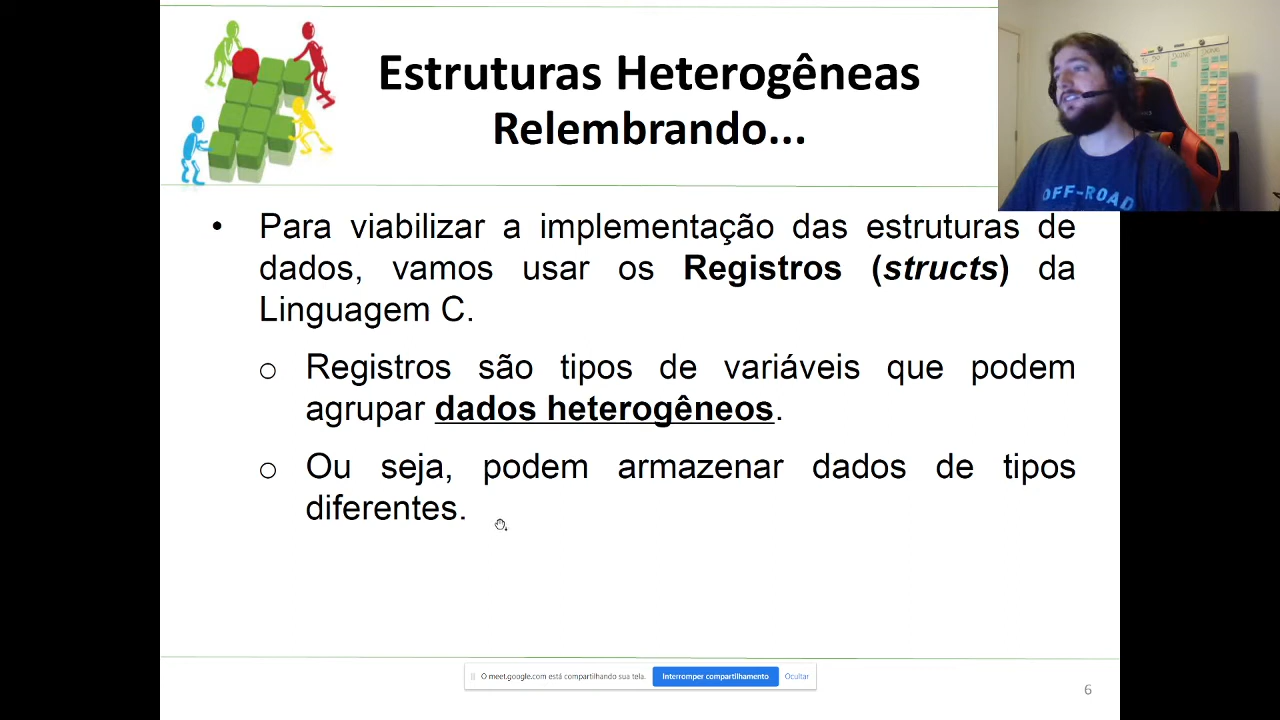 Estruturas Heterogêneas
Relembrando...
OFF-ROAD
• Para viabilizar a implementação das estruturas de
dados, vamos usar os Registros (structs) da
Linguagem C.
o Registros são tipos de variáveis que podem
agrupar dados heterogêneos.
o Ou seja, podem armazenar dados de tipos
diferentes.
O meet.google.com está compartilhando sua tela.
Interromper compartilhamento
Ocultar
6